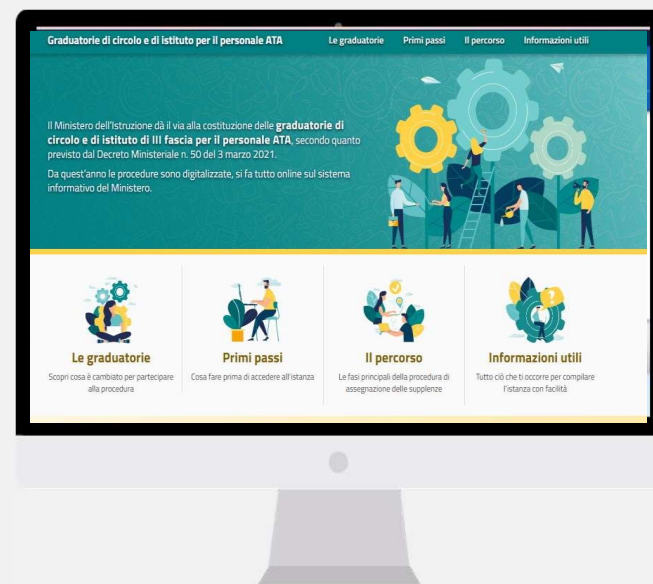 Graduatorie di circolo e di istituto per il personale ATA
Le graduatorie Primi passi Il percorso Informazioni utili
Il Ministero dell'Istruzione dà il via alla costituzione delle graduatorie di
circolo e di istituto di III fascia per il personale ATA, secondo quanto
previsto dal Decreto Ministeriale n. 50 del 3 marzo 2021.
Da quest'anno le procedure sono digitalizzate, si fa tutto online sul sistema
informativo del Ministero.
Le graduatorie
Scopri cosa è cambiato per partecipare
alla procedura
Primi passi
Cosa fare prima di accedere all'istanza
Il percorso
Le fasi principali della procedura di
assegnazione delle supplenze
Informazioni utili
Tutto ciò che ti occorre per compilare
l'istanza con facilità